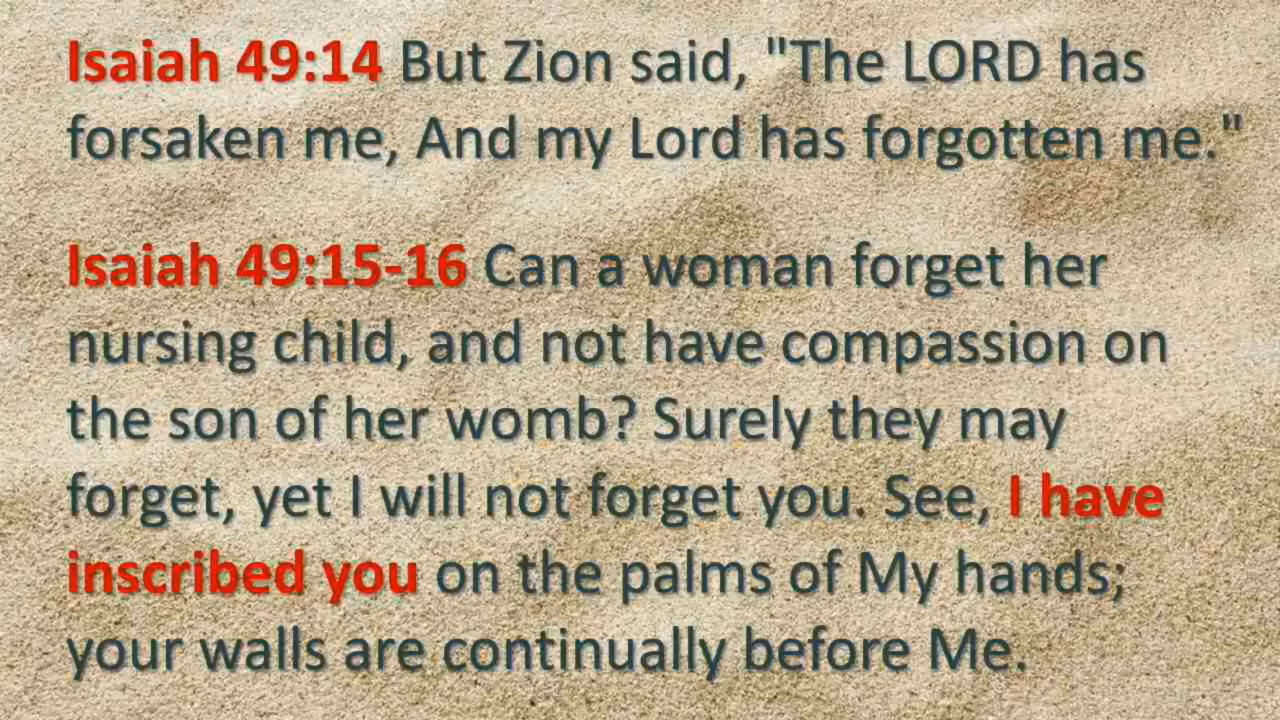 Isaiah 49:14 But Zion said, "The LORD has
forsaken me, And my Lord has forgotten me."
Isaiah 49:15-16 Can a woman forget her
nursing child, and not have compassion on
the son of her womb? Surely they may
forget, yet I will not forget you. See, I have
inscribed you on the palms of My hands;
your walls are continually before Me.